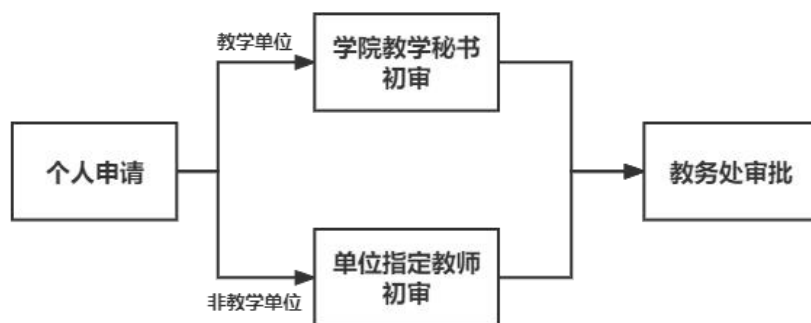 教学单位
学院教学秘书
初审
个人申请
教务处审批
单位指定教师
初审
非教学单位